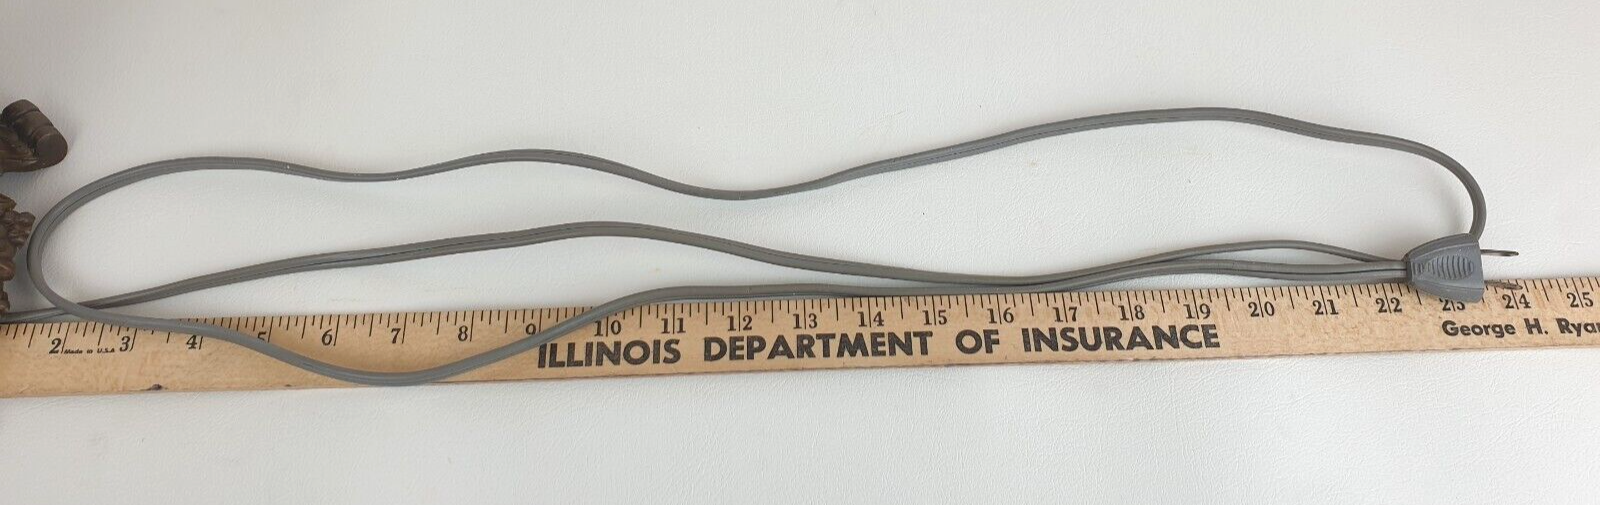 2 3 4 5 6 7 8 9 10 11 12 13 14 15 16 17 18 19 20 21 22 23 24 25
Made in U.S.A
ILLINOIS DEPARTMENT OF INSURANCE
George H.